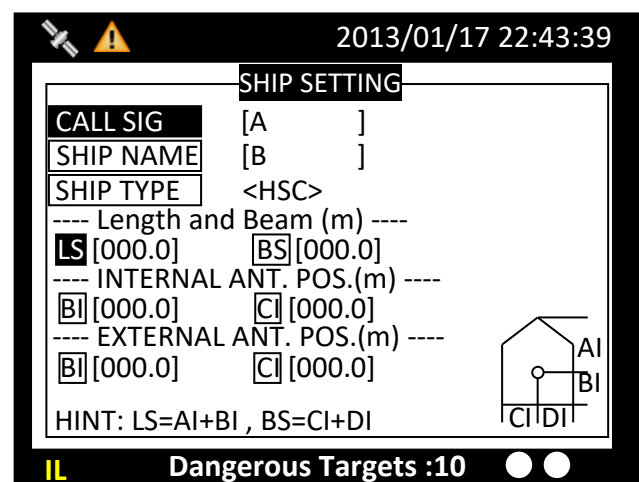 2013/01/17 22:43:39
SHIP SETTING
CALL SIG [A ]
SHIP NAME [B ]
SHIP TYPE <HSC>
---- Length and Beam (m) ----
LS [000.0] BS [000.0]
---- INTERNAL ANT. POS.(m) ----
BI [000.0] CI [000.0]
---- EXTERNAL ANT. POS.(m) ----
BI [000.0] CI [000.0]
AI
BI
CI DI
HINT: LS=AI+BI , BS=CI+DI
IL Dangerous Targets :10